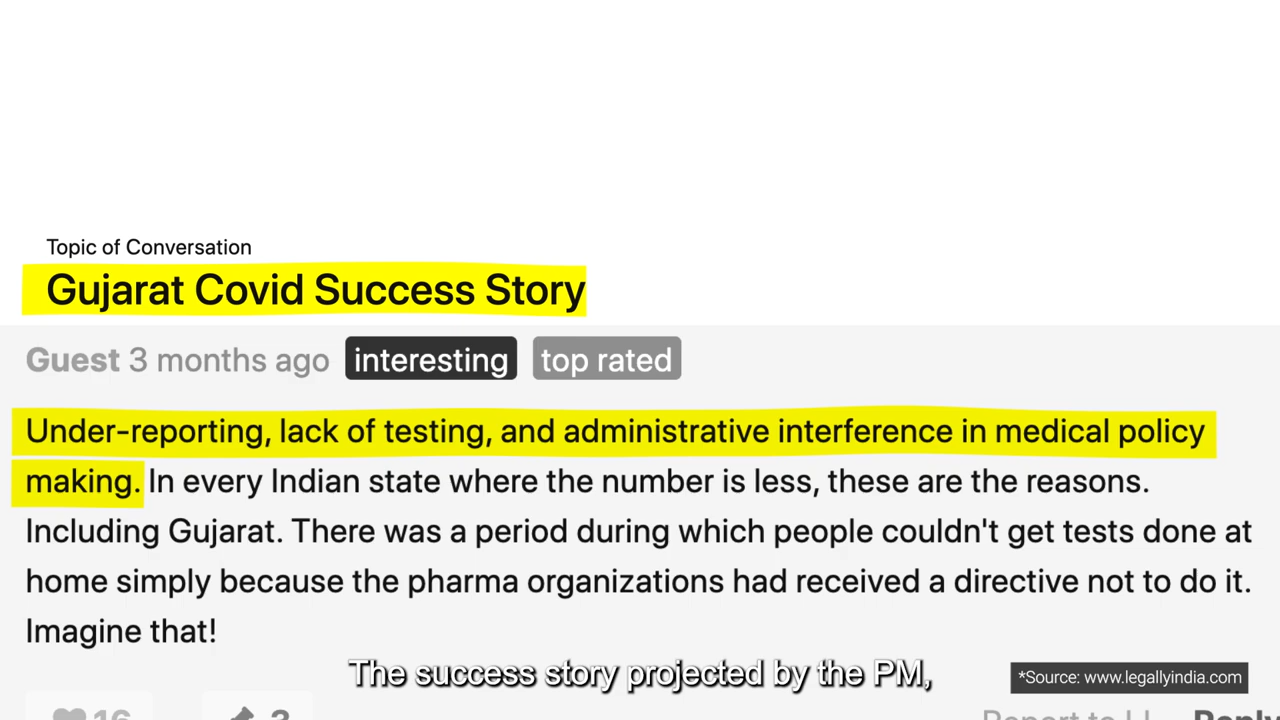 Topic of Conversation
Gujarat Covid Success Story
Guest 3 months ago interesting top rated
Under-reporting, lack of testing, and administrative interference in medical policy
making. In every Indian state where the number is less, these are the reasons.
Including Gujarat. There was a period during which people couldn't get tests done at
home simply because the pharma organizations had received a directive not to do it.
Imagine that!
The success story projected by the PM,
*Source: www.legallyindia.com
16
Report to